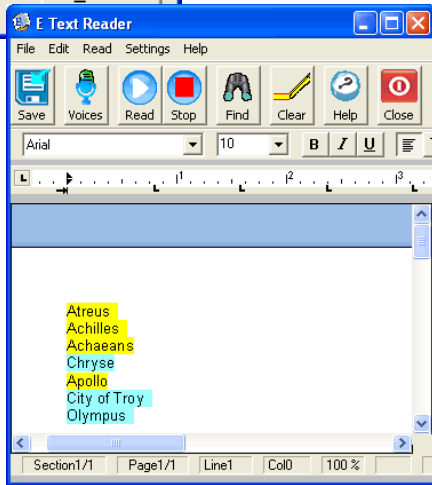 E Text Reader
File Edit Read Settings Help
Save Voices Read Stop Find Clear Help Close
Arial 10 B I U
L 1 2 3
Atreus
Achilles
Achaeans
Chryse
Apollo
City of Troy
Olympus
Section1/1 Page1/1 Line1 Col0 100 %